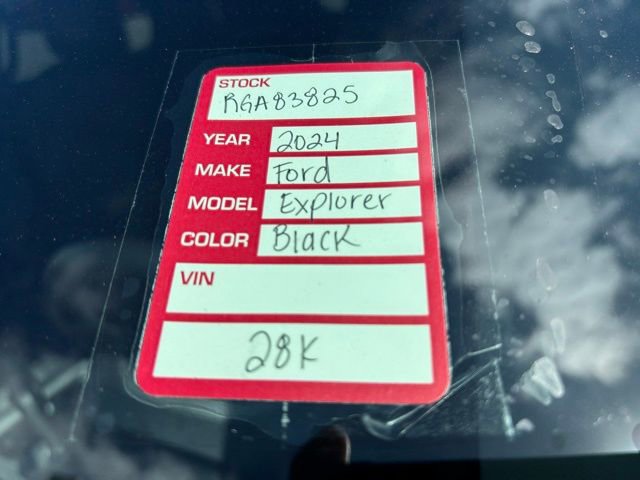 STOCK
RGA83825
YEAR 2024
MAKE Ford
MODEL Explorer
COLOR Black
VIN
28K